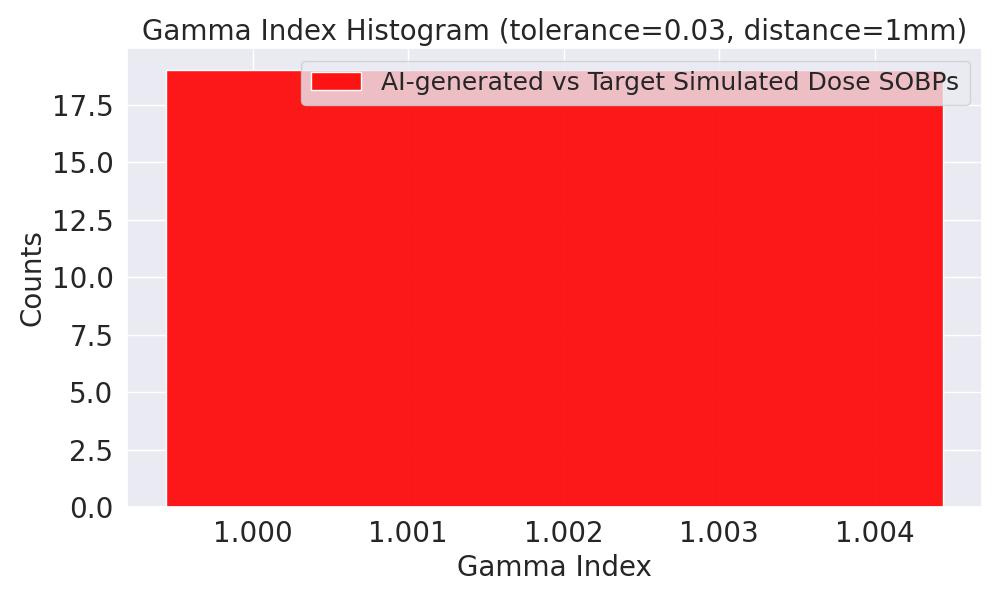 Gamma Index Histogram (tolerance=0.03, distance=1mm)
AI-generated vs Target Simulated Dose SOBPs
Counts
17.5
15.0
12.5
10.0
7.5
5.0
2.5
0.0
1.000 1.001 1.002 1.003 1.004
Gamma Index